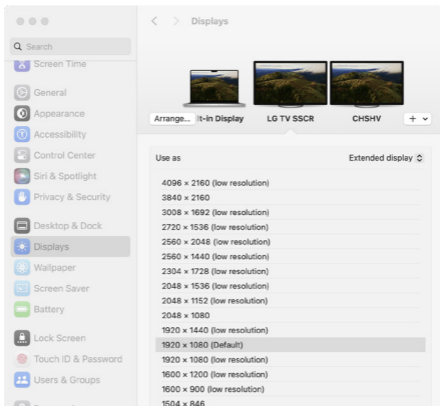 Displays
Search
Screen Time
General
Appearance
Accessibility
Control Center
Siri & Spotlight
Privacy & Security
Desktop & Dock
Displays
Wallpaper
Screen Saver
Battery
Lock Screen
Touch ID & Password
Users & Groups
Arrange... lt-in Display LG TV SSCR CHSHV + 
Use as Extended display
4096 × 2160 (low resolution)
3840 × 2160
3008 × 1692 (low resolution)
2720 × 1536 (low resolution)
2560 × 2048 (low resolution)
2560 × 1440 (low resolution)
2304 × 1728 (low resolution)
2048 × 1536 (low resolution)
2048 × 1152 (low resolution)
2048 × 1080
1920 × 1440 (low resolution)
1920 × 1080 (Default)
1920 × 1080 (low resolution)
1600 × 1200 (low resolution)
1600 × 900 (low resolution)
1504 × 846